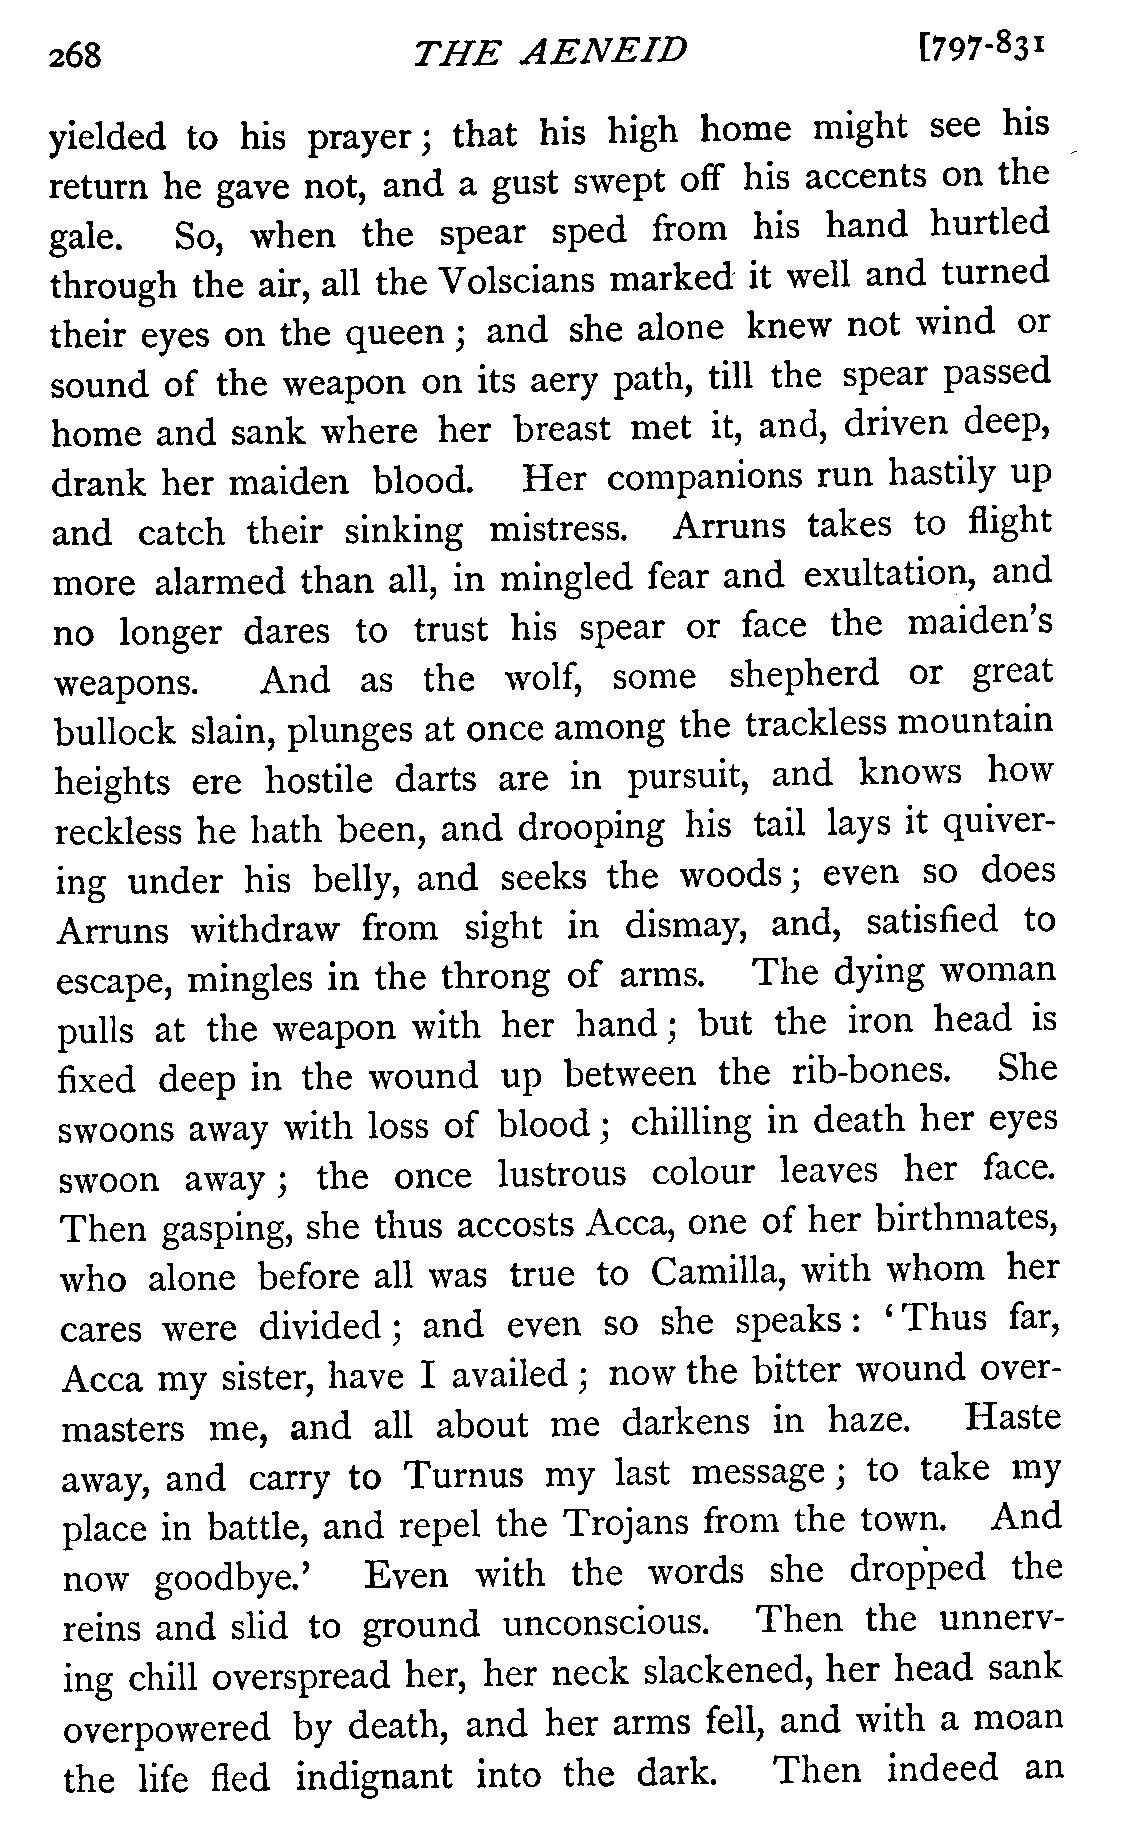 268 THE AENEID [797-831
yielded to his prayer ; that his high home might see his
return he gave not, and a gust swept off his accents on the
gale. So, when the spear sped from his hand hurtled
through the air, all the Volscians marked it well and turned
their eyes on the queen ; and she alone knew not wind or
sound of the weapon on its aery path, till the spear passed
home and sank where her breast met it, and, driven deep,
drank her maiden blood. Her companions run hastily up
and catch their sinking mistress. Arruns takes to flight
more alarmed than all, in mingled fear and exultation, and
no longer dares to trust his spear or face the maiden's
weapons. And as the wolf, some shepherd or great
bullock slain, plunges at once among the trackless mountain
heights ere hostile darts are in pursuit, and knows how
reckless he hath been, and drooping his tail lays it quiver-
ing under his belly, and seeks the woods ; even so does
Arruns withdraw from sight in dismay, and, satisfied to
escape, mingles in the throng of arms. The dying woman
pulls at the weapon with her hand ; but the iron head is
fixed deep in the wound up between the rib-bones. She
swoons away with loss of blood ; chilling in death her eyes
swoon away ; the once lustrous colour leaves her face.
Then gasping, she thus accosts Acca, one of her birthmates,
who alone before all was true to Camilla, with whom her
cares were divided ; and even so she speaks : ‘Thus far,
Acca my sister, have I availed ; now the bitter wound over-
masters me, and all about me darkens in haze. Haste
away, and carry to Turnus my last message ; to take my
place in battle, and repel the Trojans from the town. And
now goodbye.’ Even with the words she dropped the
reins and slid to ground unconscious. Then the unnerv-
ing chill overspread her, her neck slackened, her head sank
overpowered by death, and her arms fell, and with a moan
the life fled indignant into the dark. Then indeed an